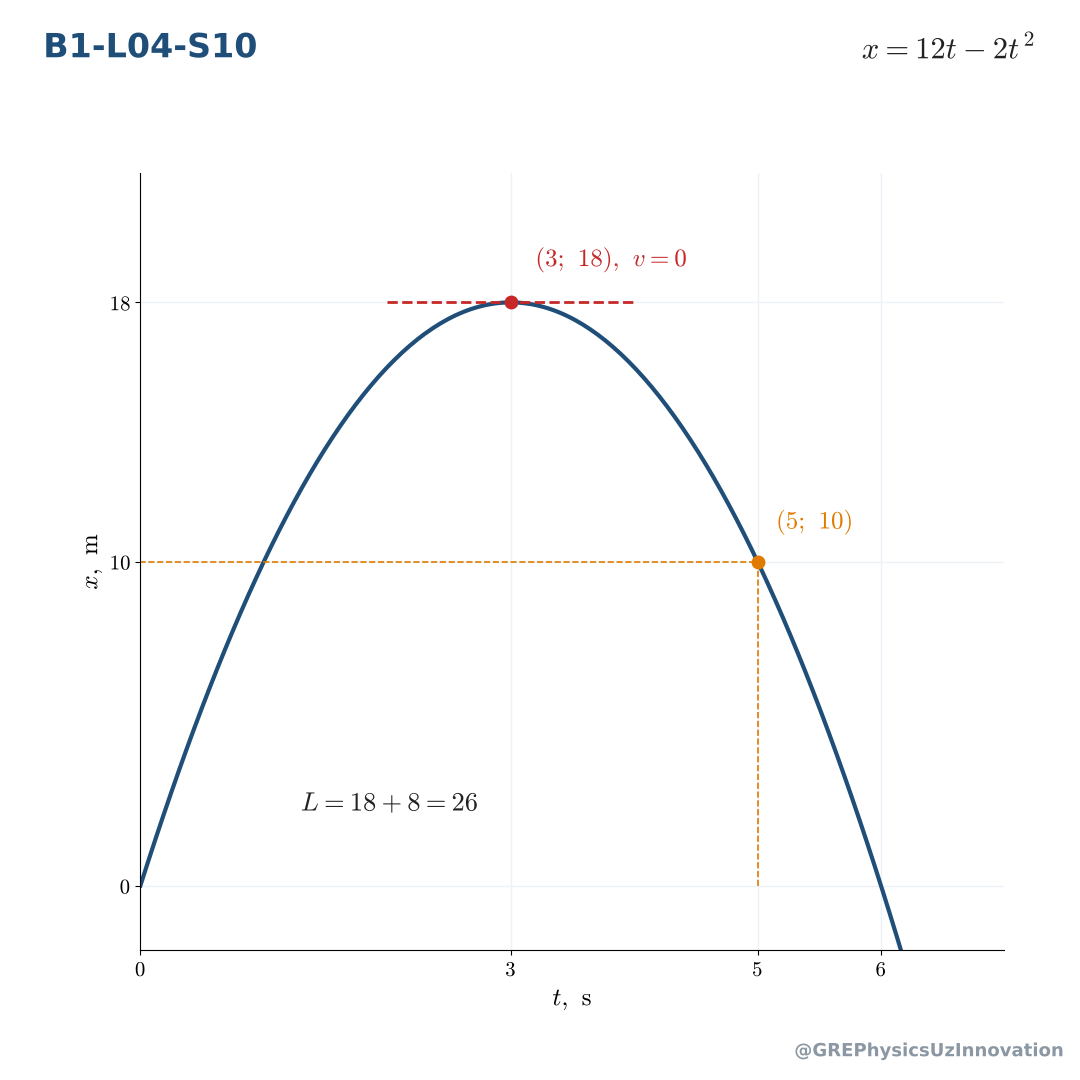 B1-L04-S10
x = 12t − 2t²
(3; 18), v = 0
18
(5; 10)
x, m
10
L = 18 + 8 = 26
0
0 3 5 6
t, s
@GREPhysicsUzInnovation